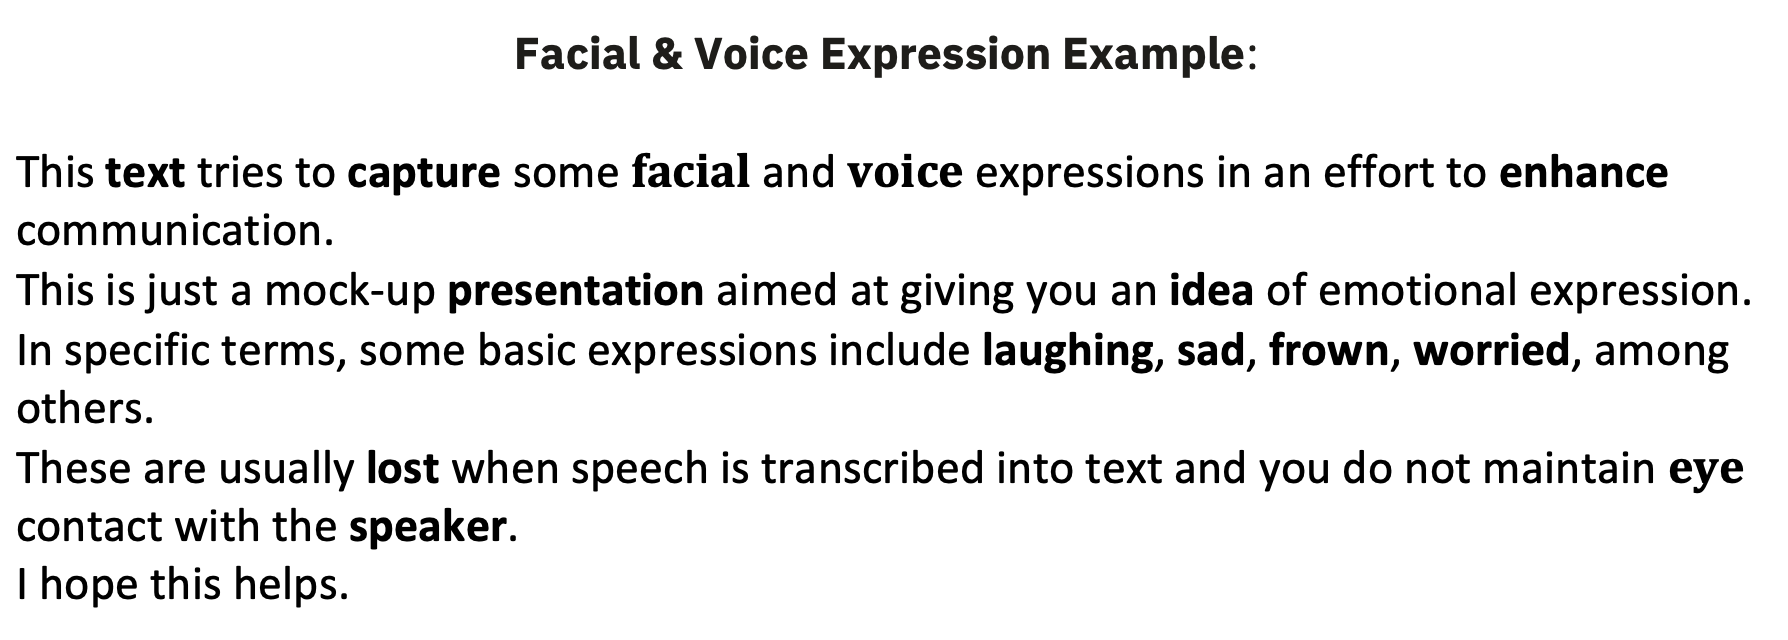 Facial & Voice Expression Example:
This text tries to capture some facial and voice expressions in an effort to enhance
communication.
This is just a mock-up presentation aimed at giving you an idea of emotional expression.
In specific terms, some basic expressions include laughing, sad, frown, worried, among
others.
These are usually lost when speech is transcribed into text and you do not maintain eye
contact with the speaker.
I hope this helps.